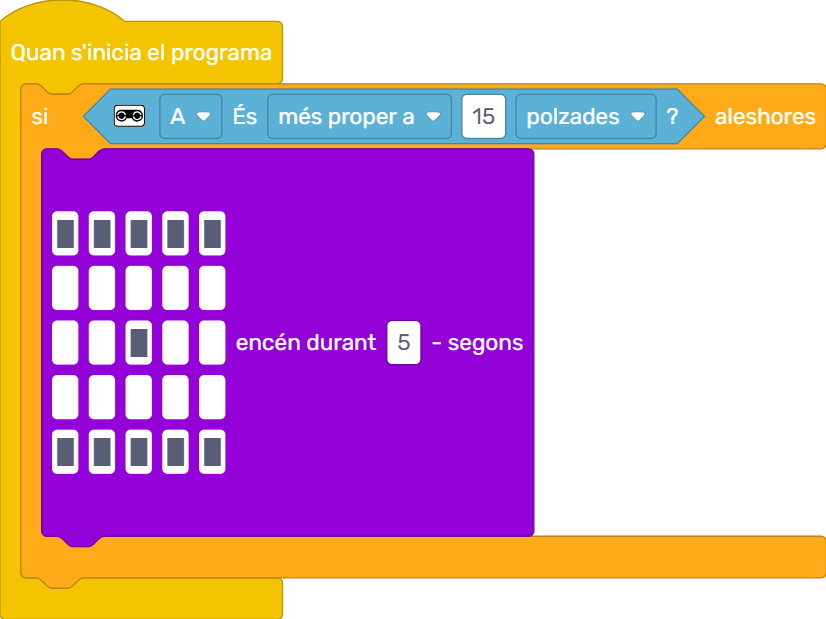 Quan s'inicia el programa
si A És més proper a 15 polzades ? aleshores
encén durant 5 - segons